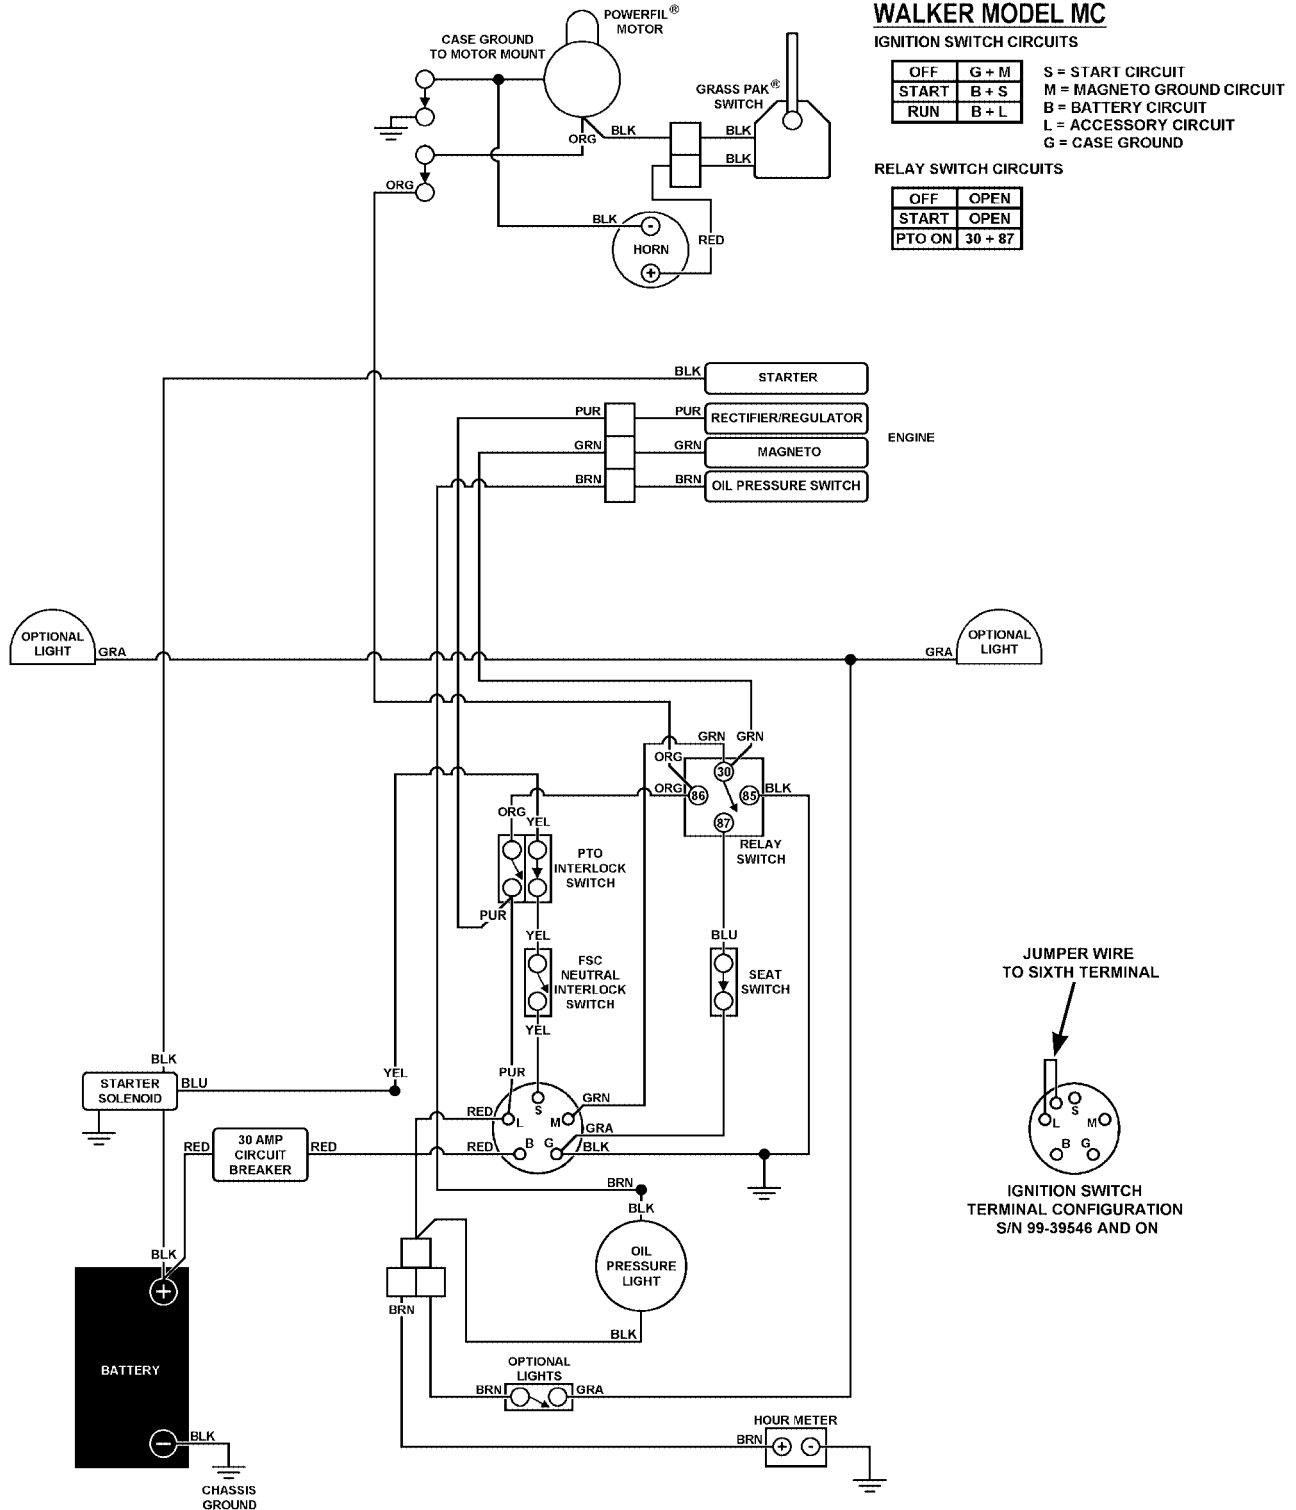 POWERFIL®
MOTOR
CASE GROUND
TO MOTOR MOUNT
GRASS PAK®
SWITCH
ORG
BLK
BLK
BLK
ORG
BLK
RED
-
HORN
+
WALKER MODEL MC
IGNITION SWITCH CIRCUITS
OFF G + M
START B + S
RUN B + L
S = START CIRCUIT
M = MAGNETO GROUND CIRCUIT
B = BATTERY CIRCUIT
L = ACCESSORY CIRCUIT
G = CASE GROUND
RELAY SWITCH CIRCUITS
OFF OPEN
START OPEN
PTO ON 30 + 87
BLK STARTER
PUR PUR RECTIFIER/REGULATOR
GRN GRN MAGNETO
BRN BRN OIL PRESSURE SWITCH
ENGINE
OPTIONAL
LIGHT
GRA
GRA
OPTIONAL
LIGHT
GRN GRN
ORG
30
ORG 86 85 BLK
87
RELAY
SWITCH
ORG
YEL
PTO
INTERLOCK
SWITCH
PUR
YEL
FSC
NEUTRAL
INTERLOCK
SWITCH
YEL
BLU
SEAT
SWITCH
BLK
STARTER
SOLENOID
BLU
YEL
PUR
S
RED L M GRN
GRA
RED B G BLK
RED
30 AMP
CIRCUIT
BREAKER
RED
BRN
BLK
OIL
PRESSURE
LIGHT
BLK
BRN
BLK
+
BATTERY
-
BLK
CHASSIS
GROUND
OPTIONAL
LIGHTS
BRN GRA
HOUR METER
BRN + -
JUMPER WIRE
TO SIXTH TERMINAL
S
L M
B G
IGNITION SWITCH
TERMINAL CONFIGURATION
S/N 99-39546 AND ON